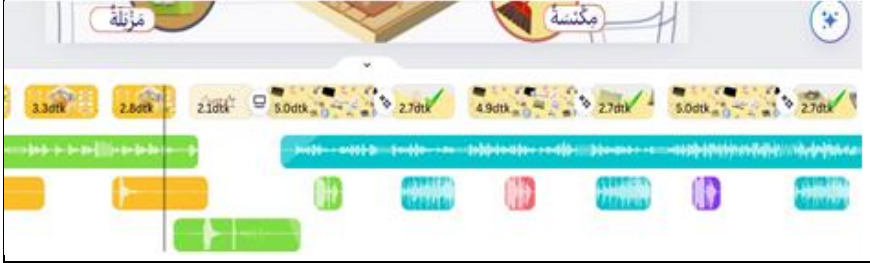 مَزْبَلَةٌ مِكْنَسَةٌ
3.3dtk 2.8dtk 2.1dtk 5.0dtk 2.7dtk 4.9dtk 2.7dtk 5.0dtk 2.7dtk